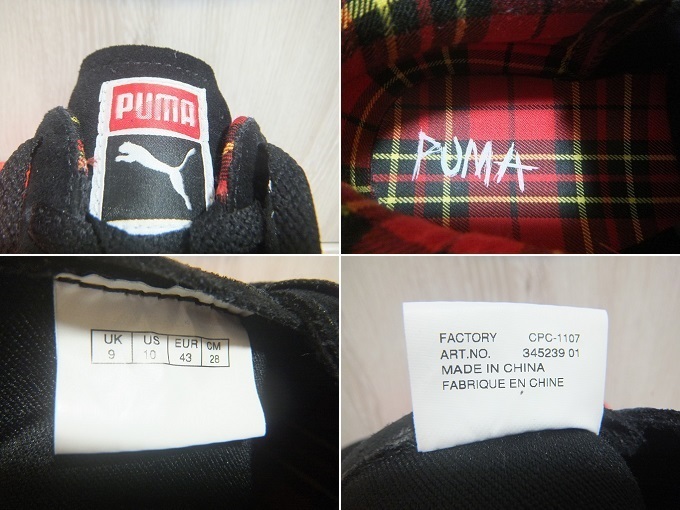 PUMA
PUMA
UK US EUR CM
9 10 43 28
FACTORY CPC-1107
ART.NO. 345239 01
MADE IN CHINA
FABRIQUE EN CHINE